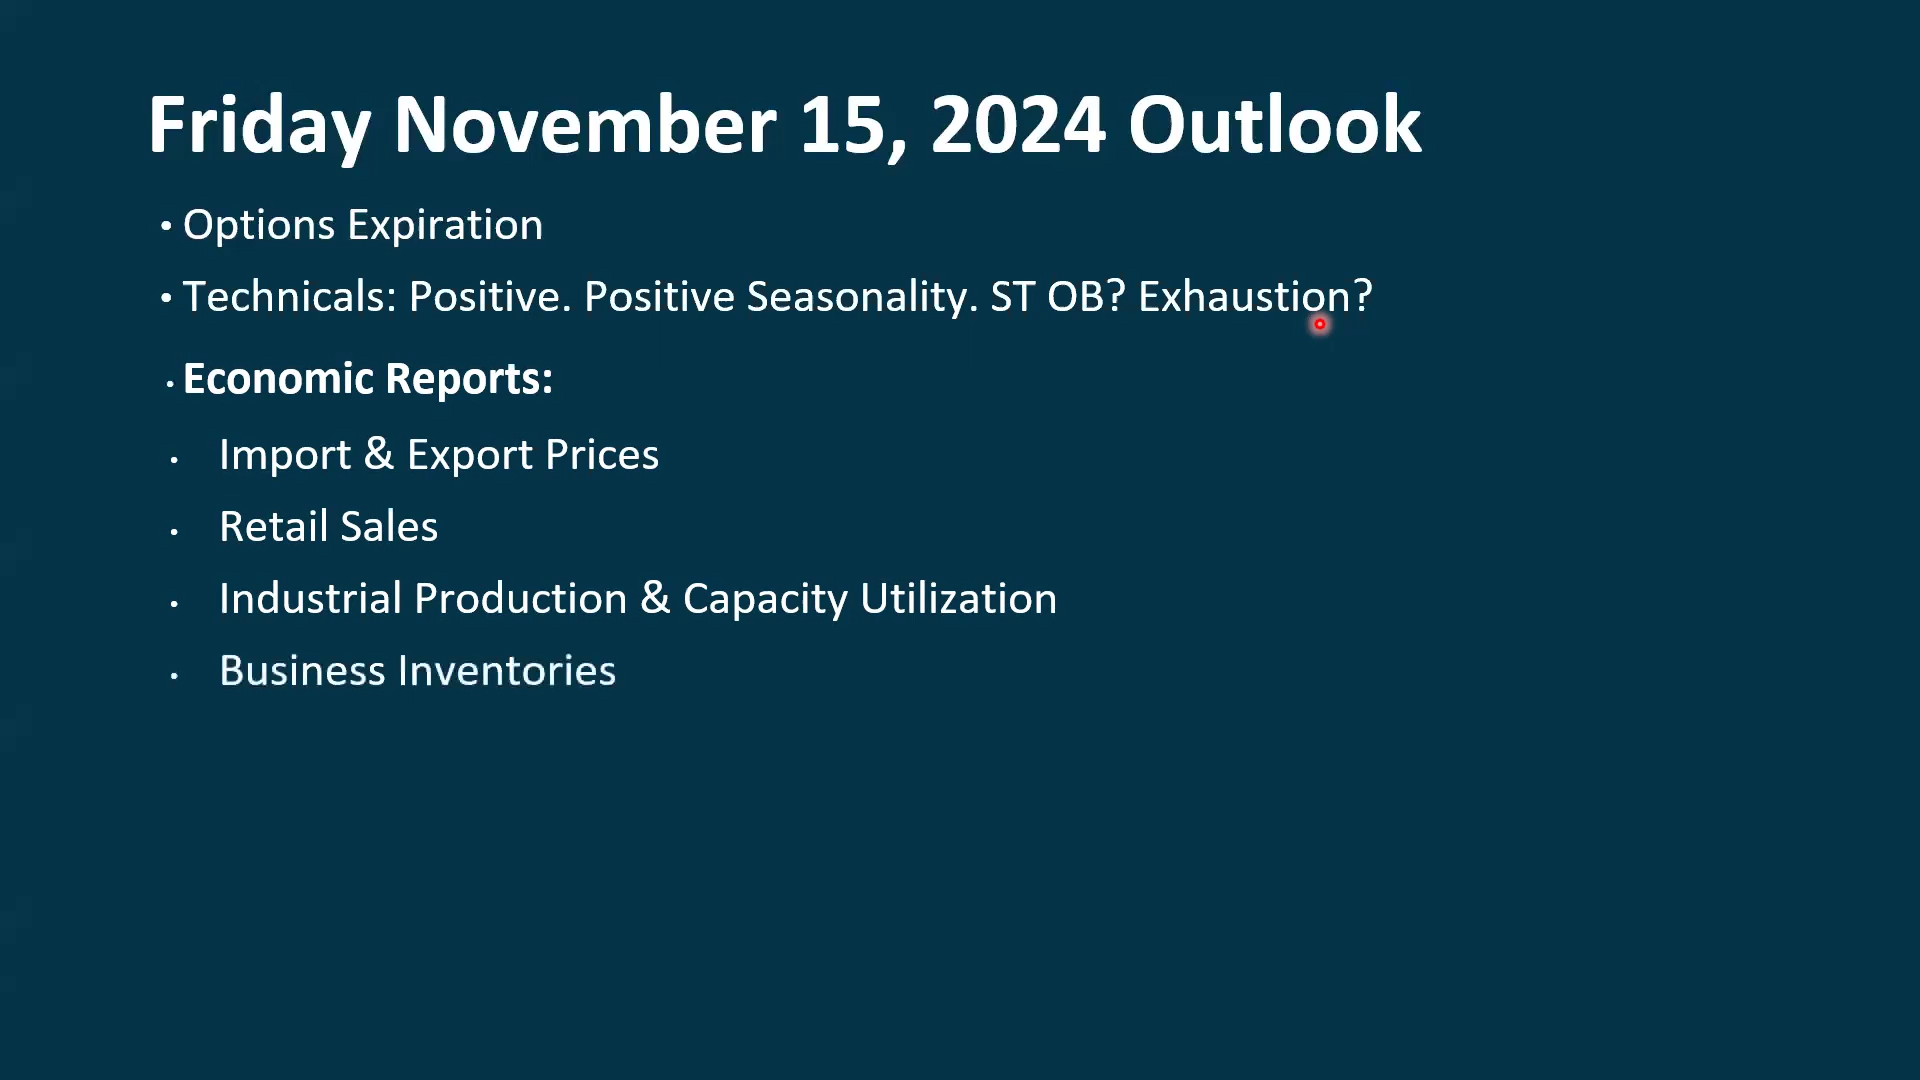 Friday November 15, 2024 Outlook
• Options Expiration
• Technicals: Positive. Positive Seasonality. ST OB? Exhaustion?
• Economic Reports:
• Import & Export Prices
• Retail Sales
• Industrial Production & Capacity Utilization
• Business Inventories